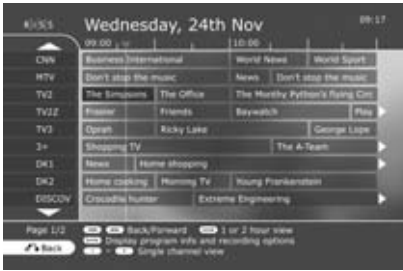 Wednesday, 24th Nov
09:17
09:00
10:00
CNN Business International World News World Sport
MTV Don't stop the music News Don't stop the music
TV2 The Simpsons The Office The Monthy Python's flying Circ
TV2Z Frasier Friends Baywatch Play
TV3 Oprah Ricky Lake George Lope
3+ Shopping TV The A-Team
DK1 News Home shopping
DK2 Home cooking Morning TV Young Frankenstein
DISCOV Crocodile hunter Extreme Engineering
Page 1/2 Back/Forward 1 or 2 hour view
Display program info and recording options
Back Single channel view